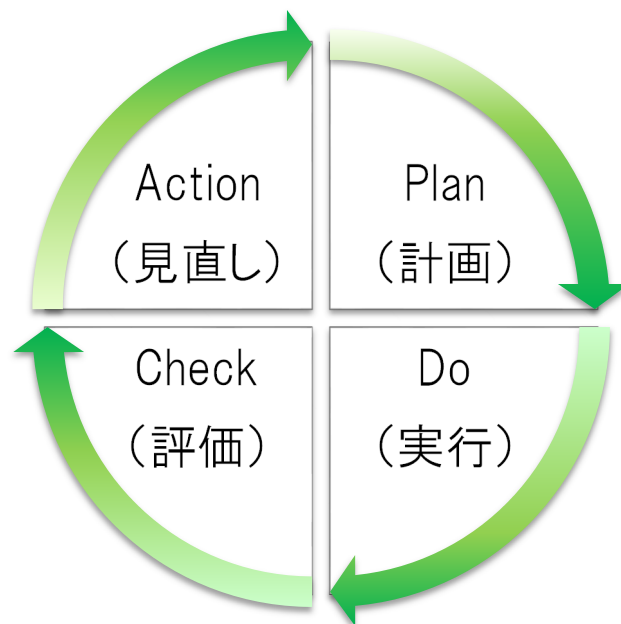 Action
（見直し）
Plan
（計画）
Check
（評価）
Do
（実行）